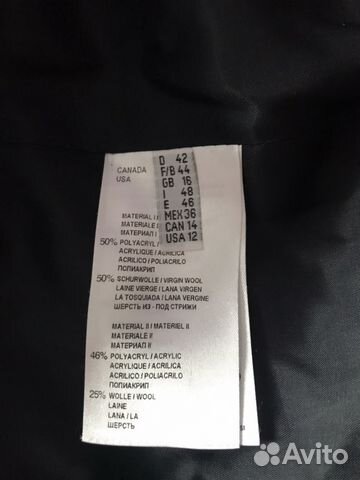 CANADA
USA
D 42
F/B 44
GB 16
I 48
E 46
MEX 36
CAN 14
USA 12
MATERIAL I
MATERIALE I
МАТЕРИАЛ I
50% POLYACRYL / ACRYLIC
ACRYLIQUE / ACRILICA
ACRILICO / POLIACRILO
ПОЛИАКРИЛ
50% SCHURWOLLE / VIRGIN WOOL
LAINE VIERGE / LANA VIRGEN
LA TOSQUIADA / LANA VERGINE
ШЕРСТЬ ИЗ - ПОД СТРИЖКИ
MATERIAL II / MATERIEL II
MATERIALE II
МАТЕРИАЛ II
46% POLYACRYL / ACRYLIC
ACRYLIQUE / ACRILICA
ACRILICO / POLIACRILO
ПОЛИАКРИЛ
25% WOLLE / WOOL
LAINE
LANA / LA
ШЕРСТЬ
Avito